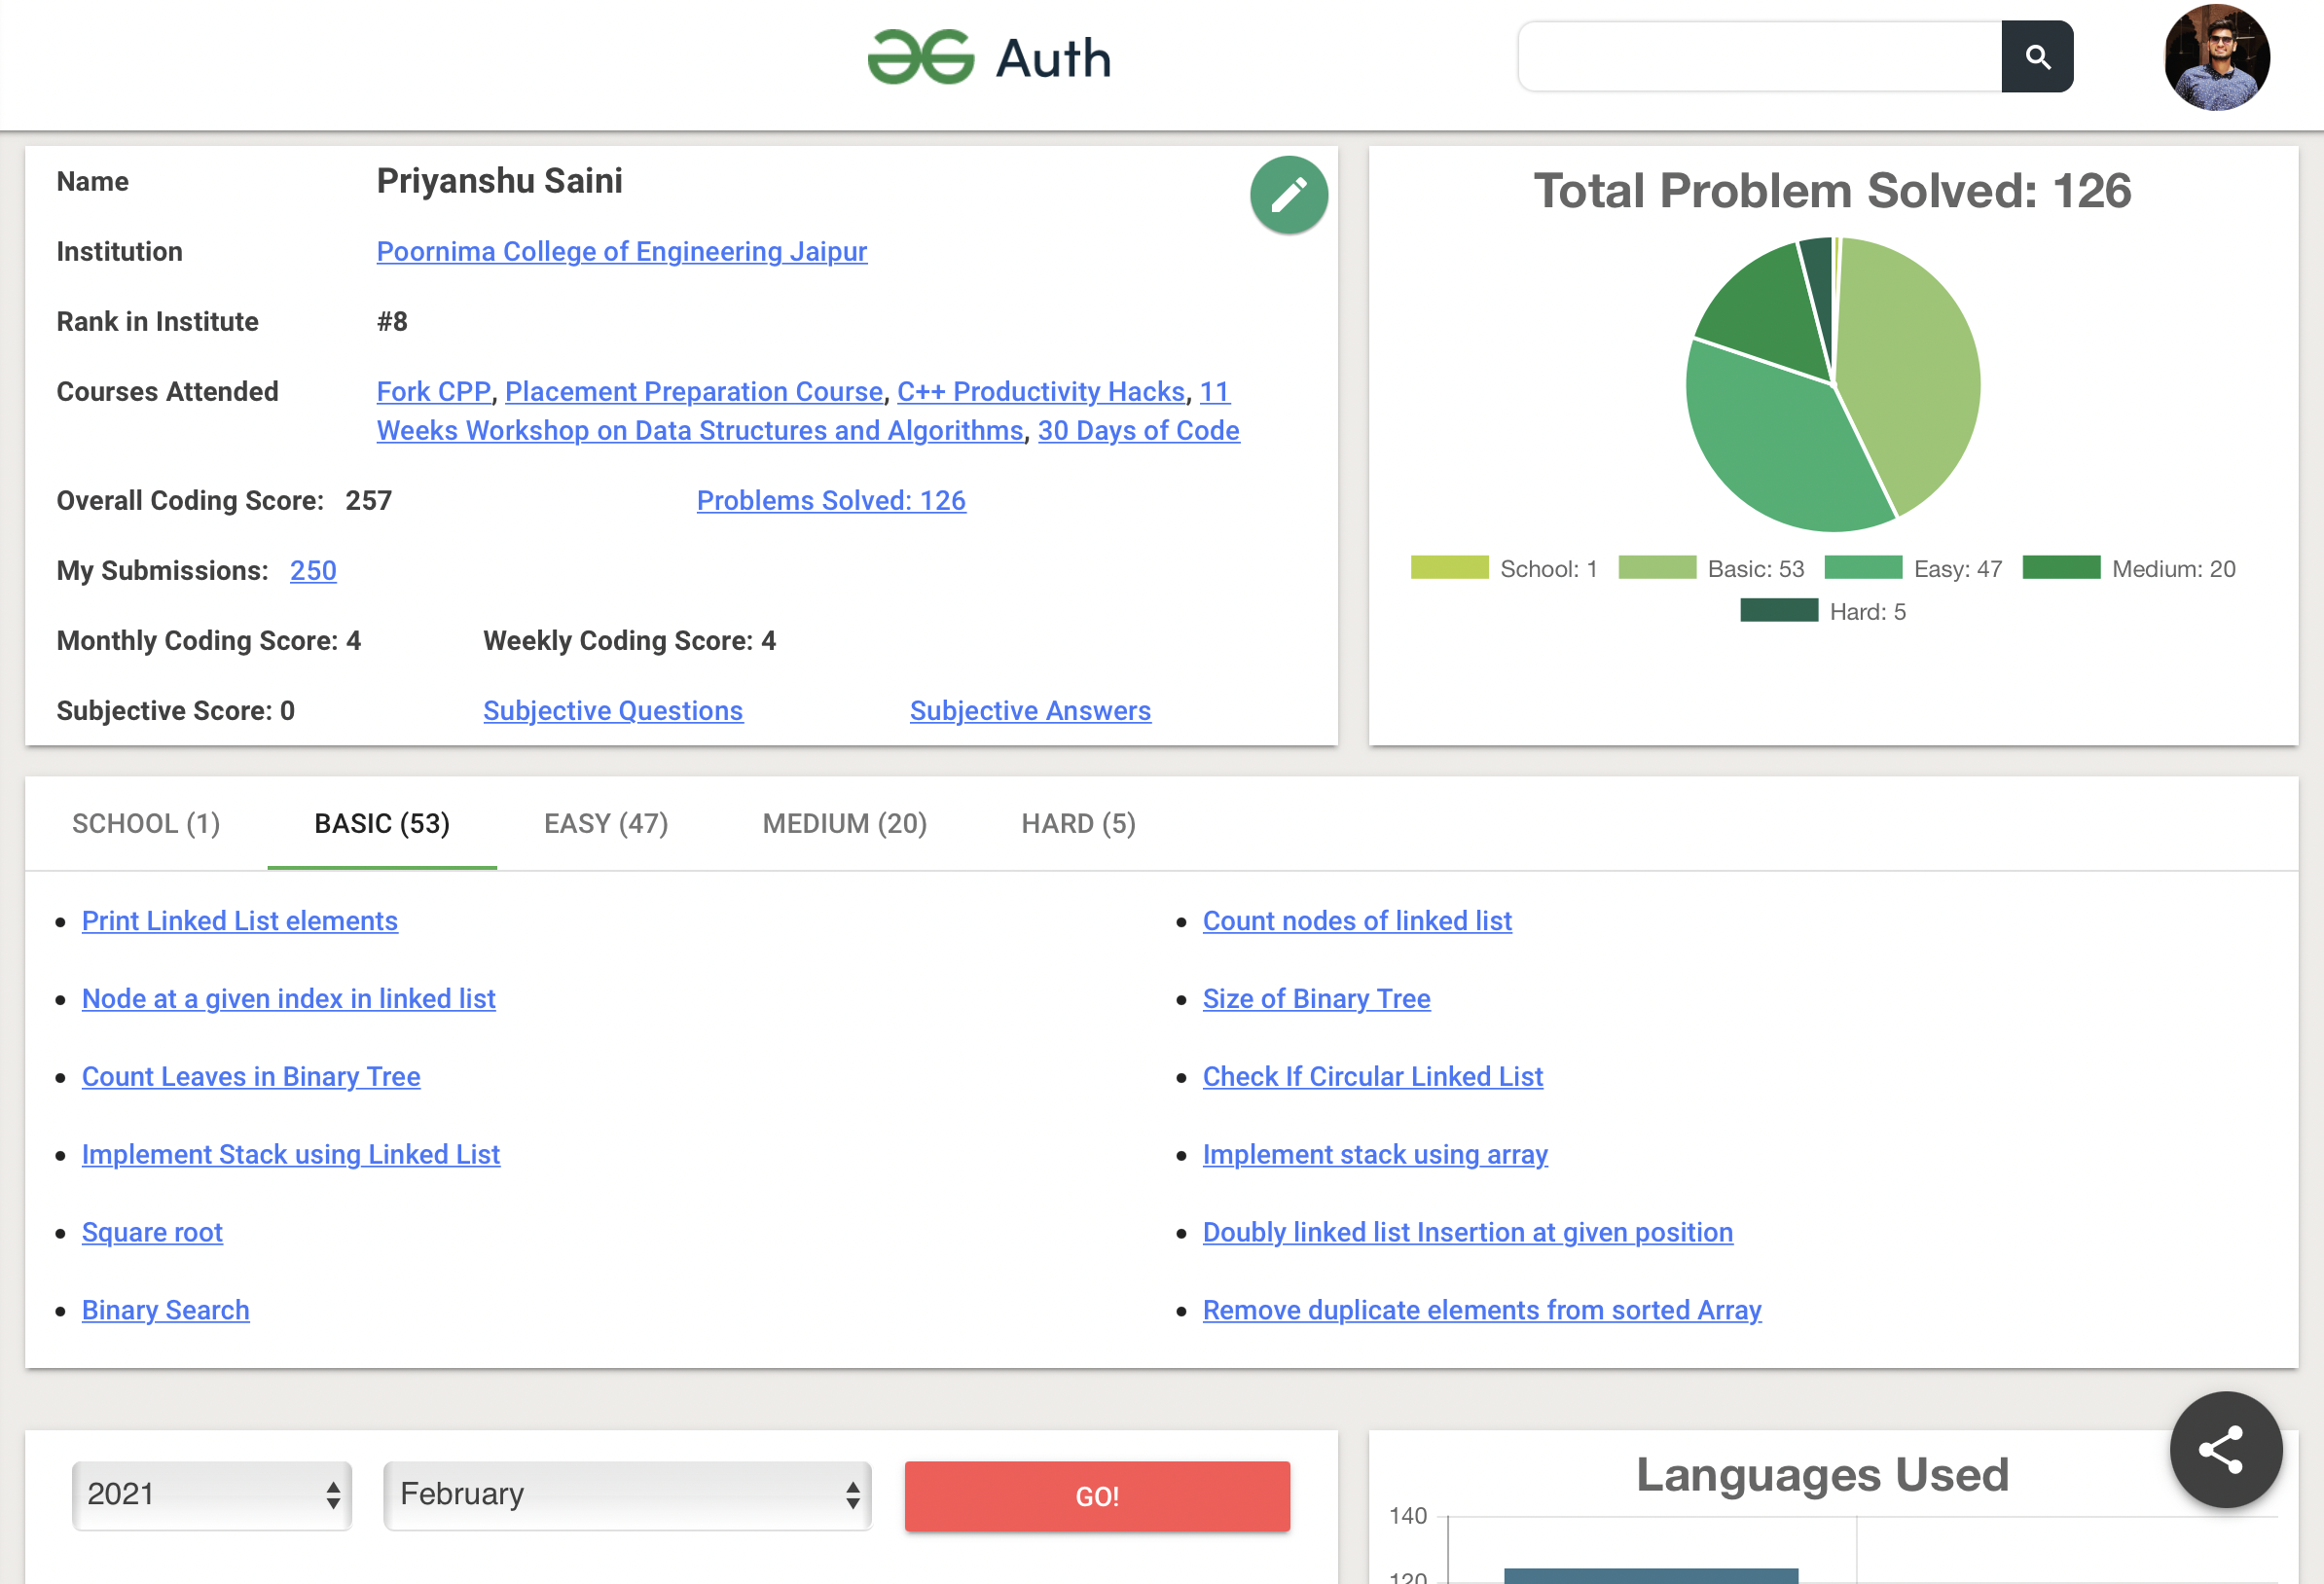 Auth
Name Priyanshu Saini
Institution Poornima College of Engineering Jaipur
Rank in Institute #8
Courses Attended Fork CPP, Placement Preparation Course, C++ Productivity Hacks, 11
Weeks Workshop on Data Structures and Algorithms, 30 Days of Code
Overall Coding Score: 257 Problems Solved: 126
My Submissions: 250
Monthly Coding Score: 4 Weekly Coding Score: 4
Subjective Score: 0 Subjective Questions Subjective Answers
Total Problem Solved: 126
School: 1 Basic: 53 Easy: 47 Medium: 20
Hard: 5
SCHOOL (1) BASIC (53) EASY (47) MEDIUM (20) HARD (5)
Print Linked List elements Count nodes of linked list
Node at a given index in linked list Size of Binary Tree
Count Leaves in Binary Tree Check If Circular Linked List
Implement Stack using Linked List Implement stack using array
Square root Doubly linked list Insertion at given position
Binary Search Remove duplicate elements from sorted Array
2021 February GO!
Languages Used
140
120